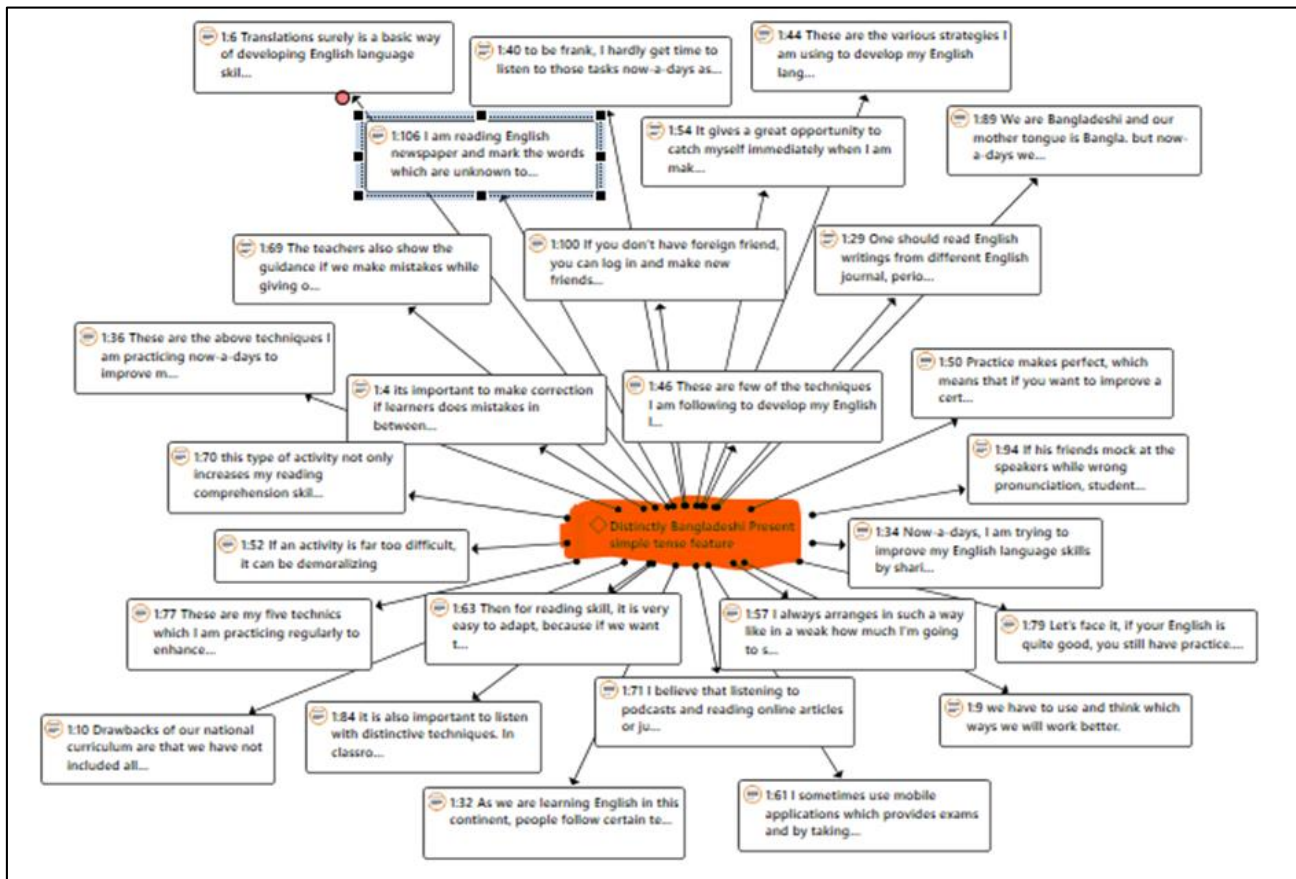 1:6 Translations surely is a basic way
of developing English language
skil...
1:40 to be frank, I hardly get time to
listen to those tasks now-a-days as...
1:44 These are the various strategies I
am using to develop my English
lang...
1:106 I am reading English
newspaper and mark the words
which are unknown to...
1:54 It gives a great opportunity to
catch myself immediately when I am
mak...
1:89 We are Bangladeshi and our
mother tongue is Bangla. but now-
a-days we...
1:69 The teachers also show the
guidance if we make mistakes while
giving o...
1:100 If you don't have foreign friend,
you can log in and make new
friends...
1:29 One should read English
writings from different English
journal, perio...
1:36 These are the above techniques I
am practicing now-a-days to
improve m...
1:4 its important to make correction
if learners does mistakes in
between...
1:46 These are few of the techniques
I am following to develop my English
l...
1:50 Practice makes perfect, which
means that if you want to improve a
cert...
1:70 this type of activity not only
increases my reading
comprehension skil...
1:94 If his friends mock at the
speakers while wrong
pronunciation, student...
Distinctly Bangladeshi Present
simple tense feature
1:52 If an activity is far too difficult,
it can be demoralizing
1:34 Now-a-days, I am trying to
improve my English language skills
by shari...
1:77 These are my five technics
which I am practicing regularly to
enhance...
1:63 Then for reading skill, it is very
easy to adapt, because if we want
t...
1:57 I always arranges in such a way
like in a weak how much I'm going
to s...
1:79 Let's face it, if your English is
quite good, you still have practice....
1:10 Drawbacks of our national
curriculum are that we have not
included all...
1:84 it is also important to listen
with distinctive techniques. In
classro...
1:71 I believe that listening to
podcasts and reading online articles
or ju...
1:9 we have to use and think which
ways we will work better.
1:32 As we are learning English in this
continent, people follow certain te...
1:61 I sometimes use mobile
applications which provides exams
and by taking...